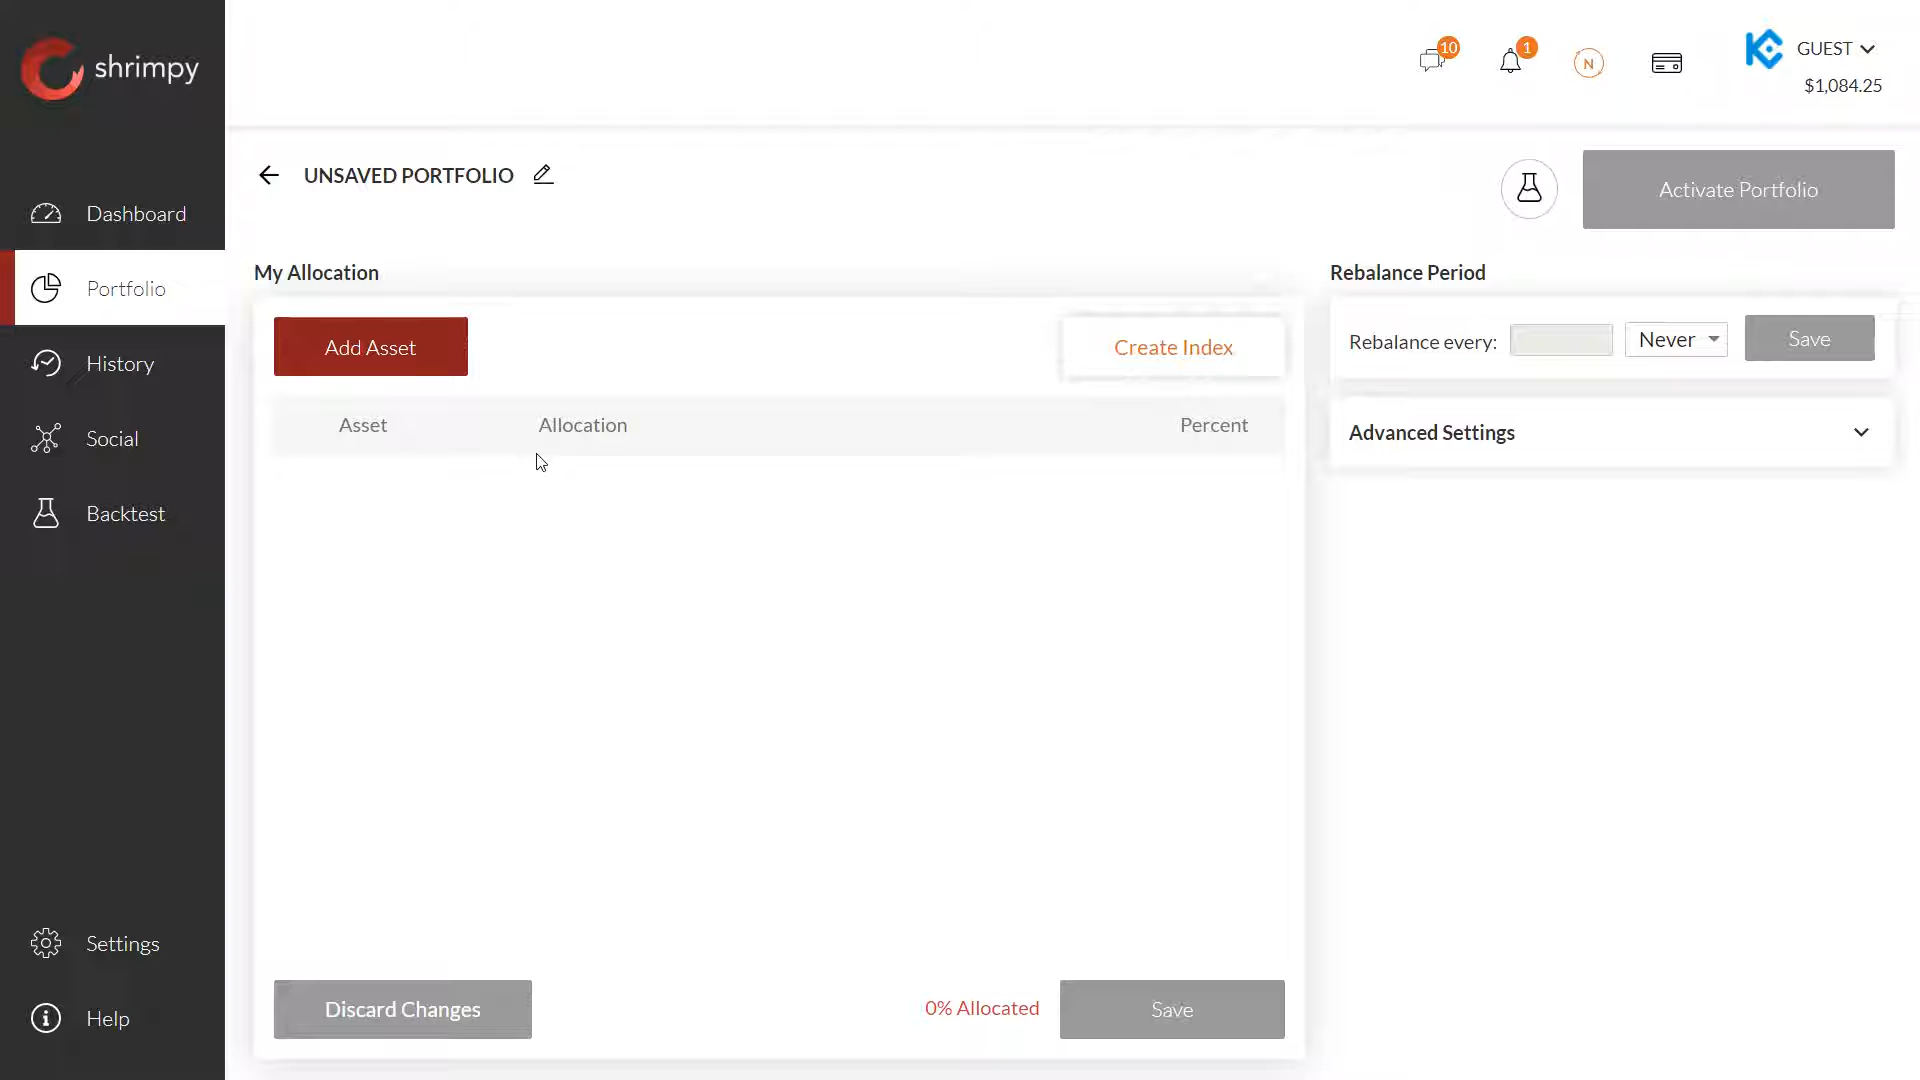 shrimpy
10
1
N
GUEST
$1,084.25
Dashboard
Portfolio
History
Social
Backtest
Settings
Help
UNSAVED PORTFOLIO
Activate Portfolio
My Allocation
Add Asset
Create Index
Asset Allocation Percent
Discard Changes
0% Allocated
Save
Rebalance Period
Rebalance every:
Never
Save
Advanced Settings